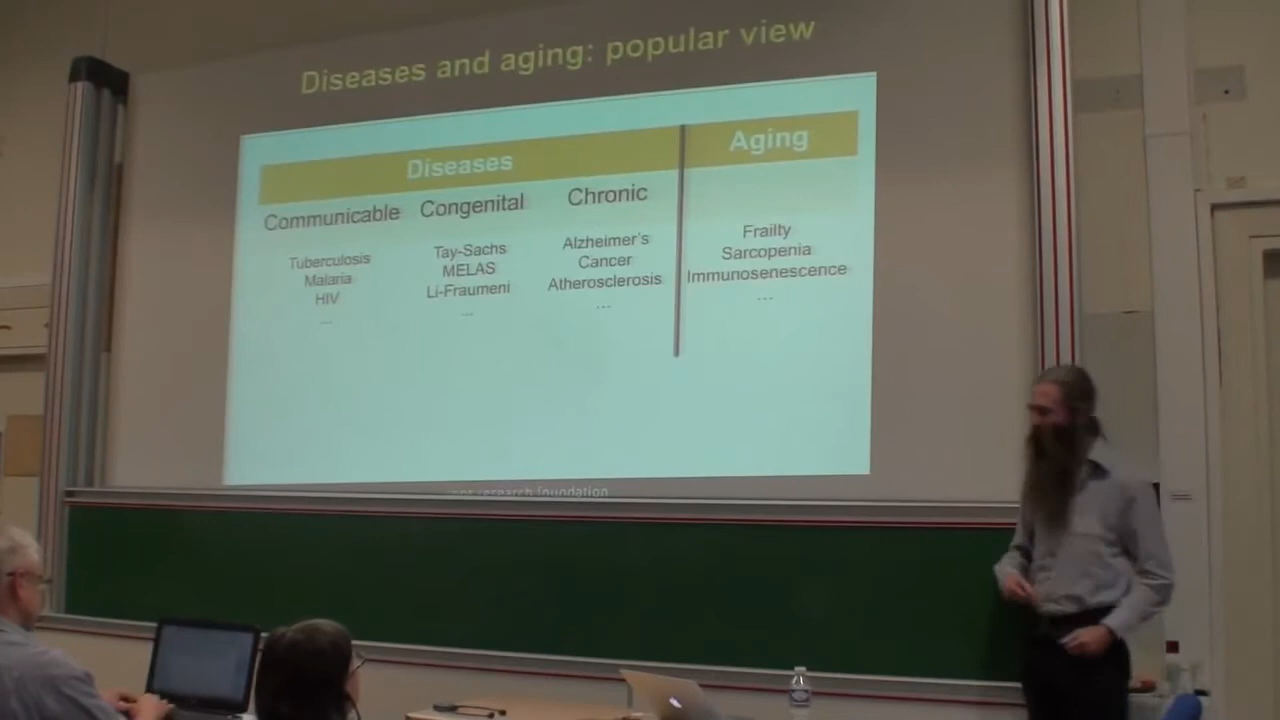 Diseases and aging: popular view
Diseases
Aging
Communicable
Congenital
Chronic
Tuberculosis
Malaria
HIV
...
Tay-Sachs
MELAS
Li-Fraumeni
...
Alzheimer's
Cancer
Atherosclerosis
...
Frailty
Sarcopenia
Immunosenescence
...
research foundation